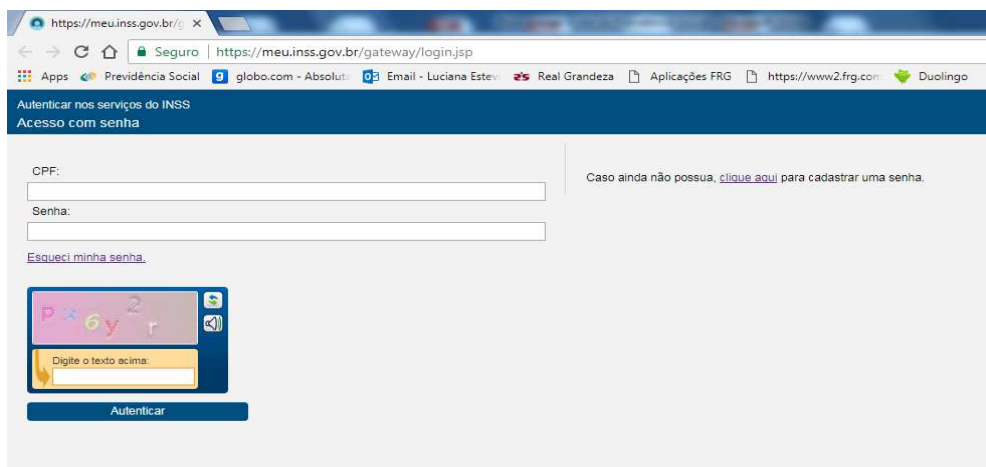 https://meu.inss.gov.br/g
Seguro | https://meu.inss.gov.br/gateway/login.jsp
Apps Previdência Social globo.com - Absolut Email - Luciana Estev Real Grandeza Aplicações FRG https://www2.frg.com Duolingo
Autenticar nos serviços do INSS
Acesso com senha
CPF:
Caso ainda não possua, clique aqui para cadastrar uma senha.
Senha:
Esqueci minha senha.
px6y2r
Digite o texto acima:
Autenticar